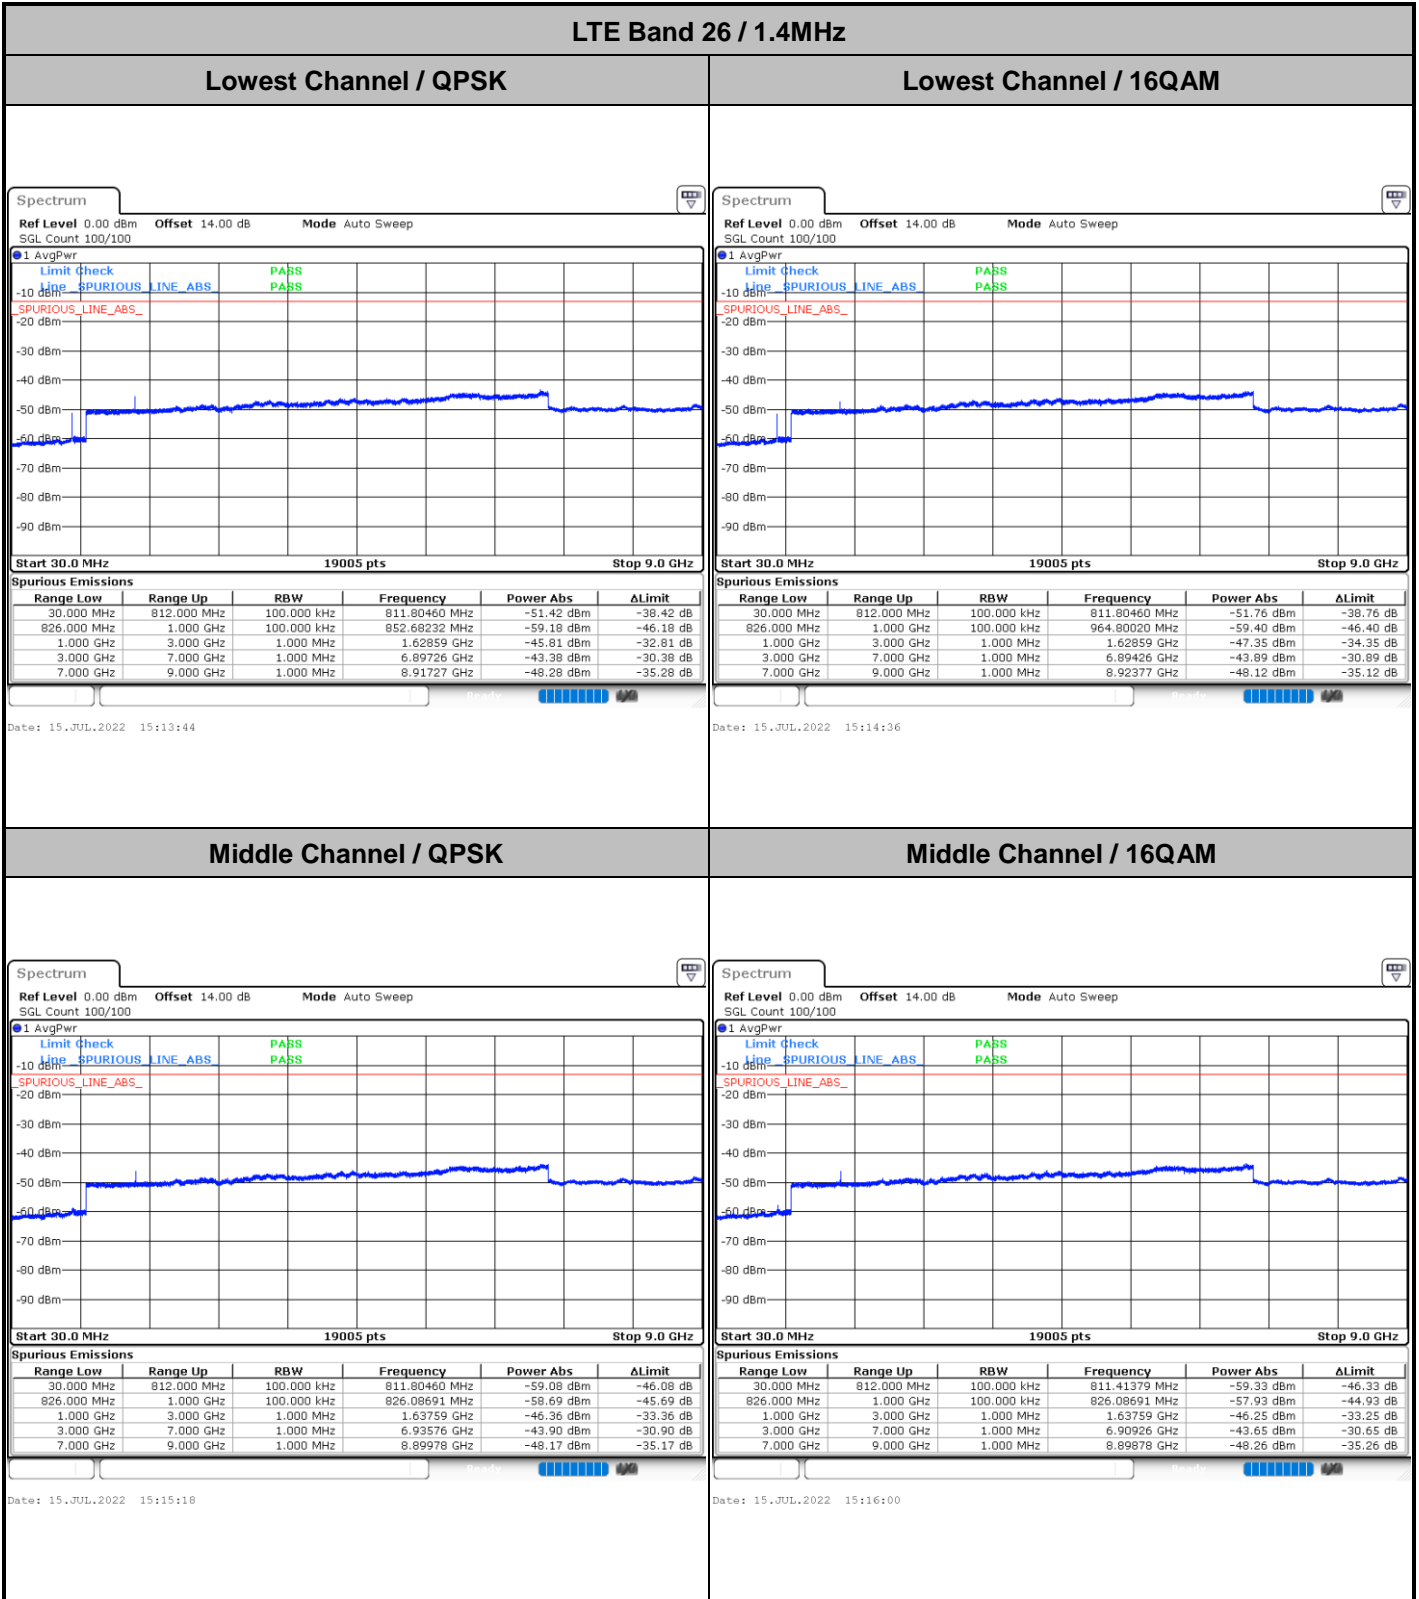 LTE Band 26 / 1.4MHz
Lowest Channel / QPSK
Lowest Channel / 16QAM
Spectrum
Ref Level 0.00 dBm Offset 14.00 dB Mode Auto Sweep
SGL Count 100/100
1 AvgPwr
Limit Check PASS
Line _SPURIOUS_LINE_ABS_ PASS
-10 dBm
_SPURIOUS_LINE_ABS_
-20 dBm
-30 dBm
-40 dBm
-50 dBm
-60 dBm
-70 dBm
-80 dBm
-90 dBm
Start 30.0 MHz 19005 pts Stop 9.0 GHz
Spurious Emissions
Range Low Range Up RBW Frequency Power Abs ΔLimit
30.000 MHz 812.000 MHz 100.000 kHz 811.80460 MHz -51.42 dBm -38.42 dB
826.000 MHz 1.000 GHz 100.000 kHz 852.68232 MHz -59.18 dBm -46.18 dB
1.000 GHz 3.000 GHz 1.000 MHz 1.62859 GHz -45.81 dBm -32.81 dB
3.000 GHz 7.000 GHz 1.000 MHz 6.89726 GHz -43.38 dBm -30.38 dB
7.000 GHz 9.000 GHz 1.000 MHz 8.91727 GHz -48.28 dBm -35.28 dB
Ready
Date: 15.JUL.2022 15:13:44
Spectrum
Ref Level 0.00 dBm Offset 14.00 dB Mode Auto Sweep
SGL Count 100/100
1 AvgPwr
Limit Check PASS
Line _SPURIOUS_LINE_ABS_ PASS
-10 dBm
_SPURIOUS_LINE_ABS_
-20 dBm
-30 dBm
-40 dBm
-50 dBm
-60 dBm
-70 dBm
-80 dBm
-90 dBm
Start 30.0 MHz 19005 pts Stop 9.0 GHz
Spurious Emissions
Range Low Range Up RBW Frequency Power Abs ΔLimit
30.000 MHz 812.000 MHz 100.000 kHz 811.80460 MHz -51.76 dBm -38.76 dB
826.000 MHz 1.000 GHz 100.000 kHz 964.80020 MHz -59.40 dBm -46.40 dB
1.000 GHz 3.000 GHz 1.000 MHz 1.62859 GHz -47.35 dBm -34.35 dB
3.000 GHz 7.000 GHz 1.000 MHz 6.89426 GHz -43.89 dBm -30.89 dB
7.000 GHz 9.000 GHz 1.000 MHz 8.92377 GHz -48.12 dBm -35.12 dB
Ready
Date: 15.JUL.2022 15:14:36
Middle Channel / QPSK
Middle Channel / 16QAM
Spectrum
Ref Level 0.00 dBm Offset 14.00 dB Mode Auto Sweep
SGL Count 100/100
1 AvgPwr
Limit Check PASS
Line _SPURIOUS_LINE_ABS_ PASS
-10 dBm
_SPURIOUS_LINE_ABS_
-20 dBm
-30 dBm
-40 dBm
-50 dBm
-60 dBm
-70 dBm
-80 dBm
-90 dBm
Start 30.0 MHz 19005 pts Stop 9.0 GHz
Spurious Emissions
Range Low Range Up RBW Frequency Power Abs ΔLimit
30.000 MHz 812.000 MHz 100.000 kHz 811.80460 MHz -59.08 dBm -46.08 dB
826.000 MHz 1.000 GHz 100.000 kHz 826.08691 MHz -58.69 dBm -45.69 dB
1.000 GHz 3.000 GHz 1.000 MHz 1.63759 GHz -46.36 dBm -33.36 dB
3.000 GHz 7.000 GHz 1.000 MHz 6.93576 GHz -43.90 dBm -30.90 dB
7.000 GHz 9.000 GHz 1.000 MHz 8.89978 GHz -48.17 dBm -35.17 dB
Ready
Date: 15.JUL.2022 15:15:18
Spectrum
Ref Level 0.00 dBm Offset 14.00 dB Mode Auto Sweep
SGL Count 100/100
1 AvgPwr
Limit Check PASS
Line _SPURIOUS_LINE_ABS_ PASS
-10 dBm
_SPURIOUS_LINE_ABS_
-20 dBm
-30 dBm
-40 dBm
-50 dBm
-60 dBm
-70 dBm
-80 dBm
-90 dBm
Start 30.0 MHz 19005 pts Stop 9.0 GHz
Spurious Emissions
Range Low Range Up RBW Frequency Power Abs ΔLimit
30.000 MHz 812.000 MHz 100.000 kHz 811.41379 MHz -59.33 dBm -46.33 dB
826.000 MHz 1.000 GHz 100.000 kHz 826.08691 MHz -57.93 dBm -44.93 dB
1.000 GHz 3.000 GHz 1.000 MHz 1.63759 GHz -46.25 dBm -33.25 dB
3.000 GHz 7.000 GHz 1.000 MHz 6.90926 GHz -43.65 dBm -30.65 dB
7.000 GHz 9.000 GHz 1.000 MHz 8.89878 GHz -48.26 dBm -35.26 dB
Ready
Date: 15.JUL.2022 15:16:00